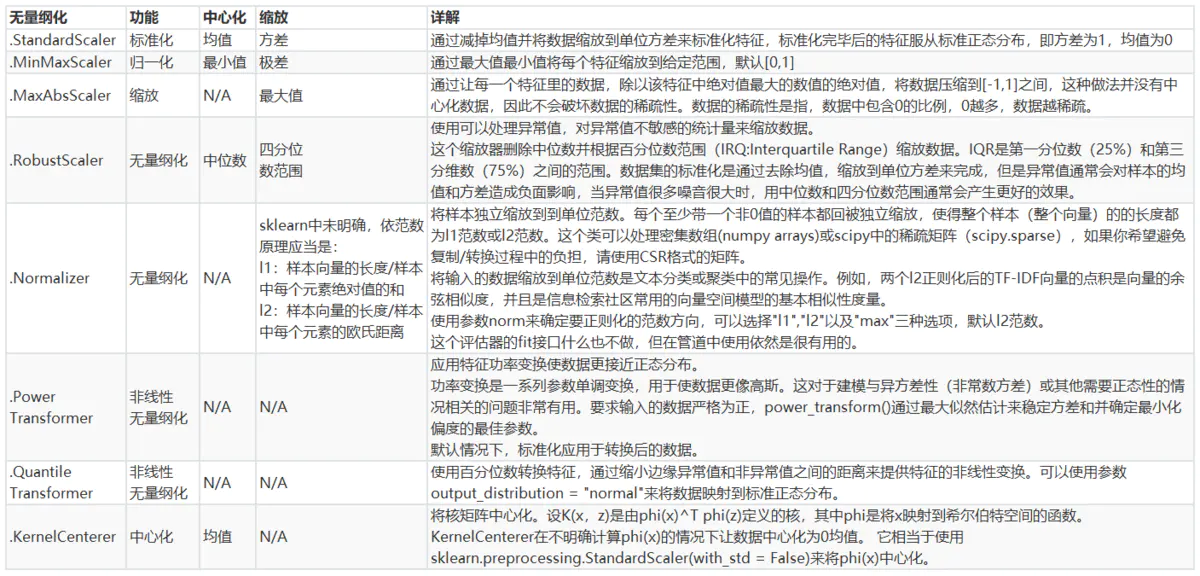 无量纲化 功能 中心化 缩放 详解
.StandardScaler 标准化 均值 方差 通过减掉均值并将数据缩放到单位方差来标准化特征，标准化完毕后的特征服从标准正态分布，即方差为1，均值为0
.MinMaxScaler 归一化 最小值 极差 通过最大值最小值将每个特征缩放到给定范围，默认[0,1]
.MaxAbsScaler 缩放 N/A 最大值 通过让每一个特征里的数据，除以该特征中绝对值最大的数值的绝对值，将数据压缩到[-1,1]之间，这种做法并没有中
心化数据，因此不会破坏数据的稀疏性。数据的稀疏性是指，数据中包含0的比例，0越多，数据越稀疏。
.RobustScaler 无量纲化 中位数 四分位
数范围
使用可以处理异常值，对异常值不敏感的统计量来缩放数据。
这个缩放器删除中位数并根据百分位数范围（IRQ:Interquartile Range）缩放数据。IQR是第一分位数（25%）和第三
分维数（75%）之间的范围。数据集的标准化是通过去除均值，缩放到单位方差来完成，但是异常值通常会对样本的均
值和方差造成负面影响，当异常值很多噪音很大时，用中位数和四分位数范围通常会产生更好的效果。
.Normalizer 无量纲化 N/A sklearn中未明确，依范数
原理应当是：
l1：样本向量的长度/样本
中每个元素绝对值的和
l2：样本向量的长度/样本
中每个元素的欧氏距离
将样本独立缩放到到单位范数。每个至少带一个非0值的样本都回被独立缩放，使得整个样本（整个向量）的的长度都
为l1范数或l2范数。这个类可以处理密集数组(numpy arrays)或scipy中的稀疏矩阵（scipy.sparse），如果你希望避免
复制/转换过程中的负担，请使用CSR格式的矩阵。
将输入的数据缩放到单位范数是文本分类或聚类中的常见操作。例如，两个l2正则化后的TF-IDF向量的点积是向量的余
弦相似度，并且是信息检索社区常用的向量空间模型的基本相似性度量。
使用参数norm来确定要正则化的范数方向，可以选择"l1","l2"以及"max"三种选项，默认l2范数。
这个评估器的fit接口什么也不做，但在管道中使用依然是很有用的。
.Power
Transformer
非线性
无量纲化
N/A N/A 应用特征功率变换使数据更接近正态分布。
功率变换是一系列参数单调变换，用于使数据更像高斯。这对于建模与异方差性（非常数方差）或其他需要正态性的情
况相关的问题非常有用。要求输入的数据严格为正，power_transform()通过最大似然估计来稳定方差和并确定最小化
偏度的最佳参数。
默认情况下，标准化应用于转换后的数据。
.Quantile
Transformer
非线性
无量纲化
N/A N/A 使用百分位数转换特征，通过缩小边缘异常值和非异常值之间的距离来提供特征的非线性变换。可以使用参数
output_distribution = "normal"来将数据映射到标准正态分布。
.KernelCenterer 中心化 均值 N/A 将核矩阵中心化。设K(x，z)是由phi(x)^T phi(z)定义的核，其中phi是将x映射到希尔伯特空间的函数。
KernelCenterer在不明确计算phi(x)的情况下让数据中心化为0均值。 它相当于使用
sklearn.preprocessing.StandardScaler(with_std = False)来将phi(x)中心化。